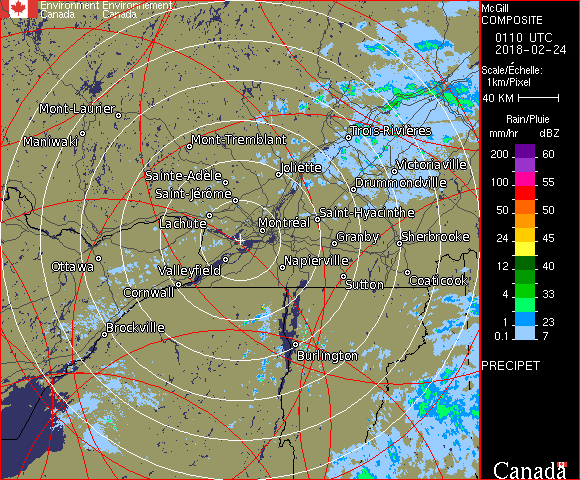 Environment Environnement
Canada Canada
McGill
COMPOSITE
0110 UTC
2018-02-24
Scale/Échelle:
1km/Pixel
40 KM
Rain/Pluie
mm/hr dBZ
200 60
100 55
50 50
24 45
12 40
4 33
1 23
0.1 7
PRECIPET
Mont-Laurier
Maniwaki
Mont-Tremblant
Trois-Rivières
Joliette
Victoriaville
Sainte-Adèle
Drummondville
Saint-Jérôme
Saint-Hyacinthe
Lachute
Montréal
Granby
Sherbrooke
Ottawa
Valleyfield
Napierville
Sutton
Coaticook
Cornwall
Brockville
Burlington
Canada